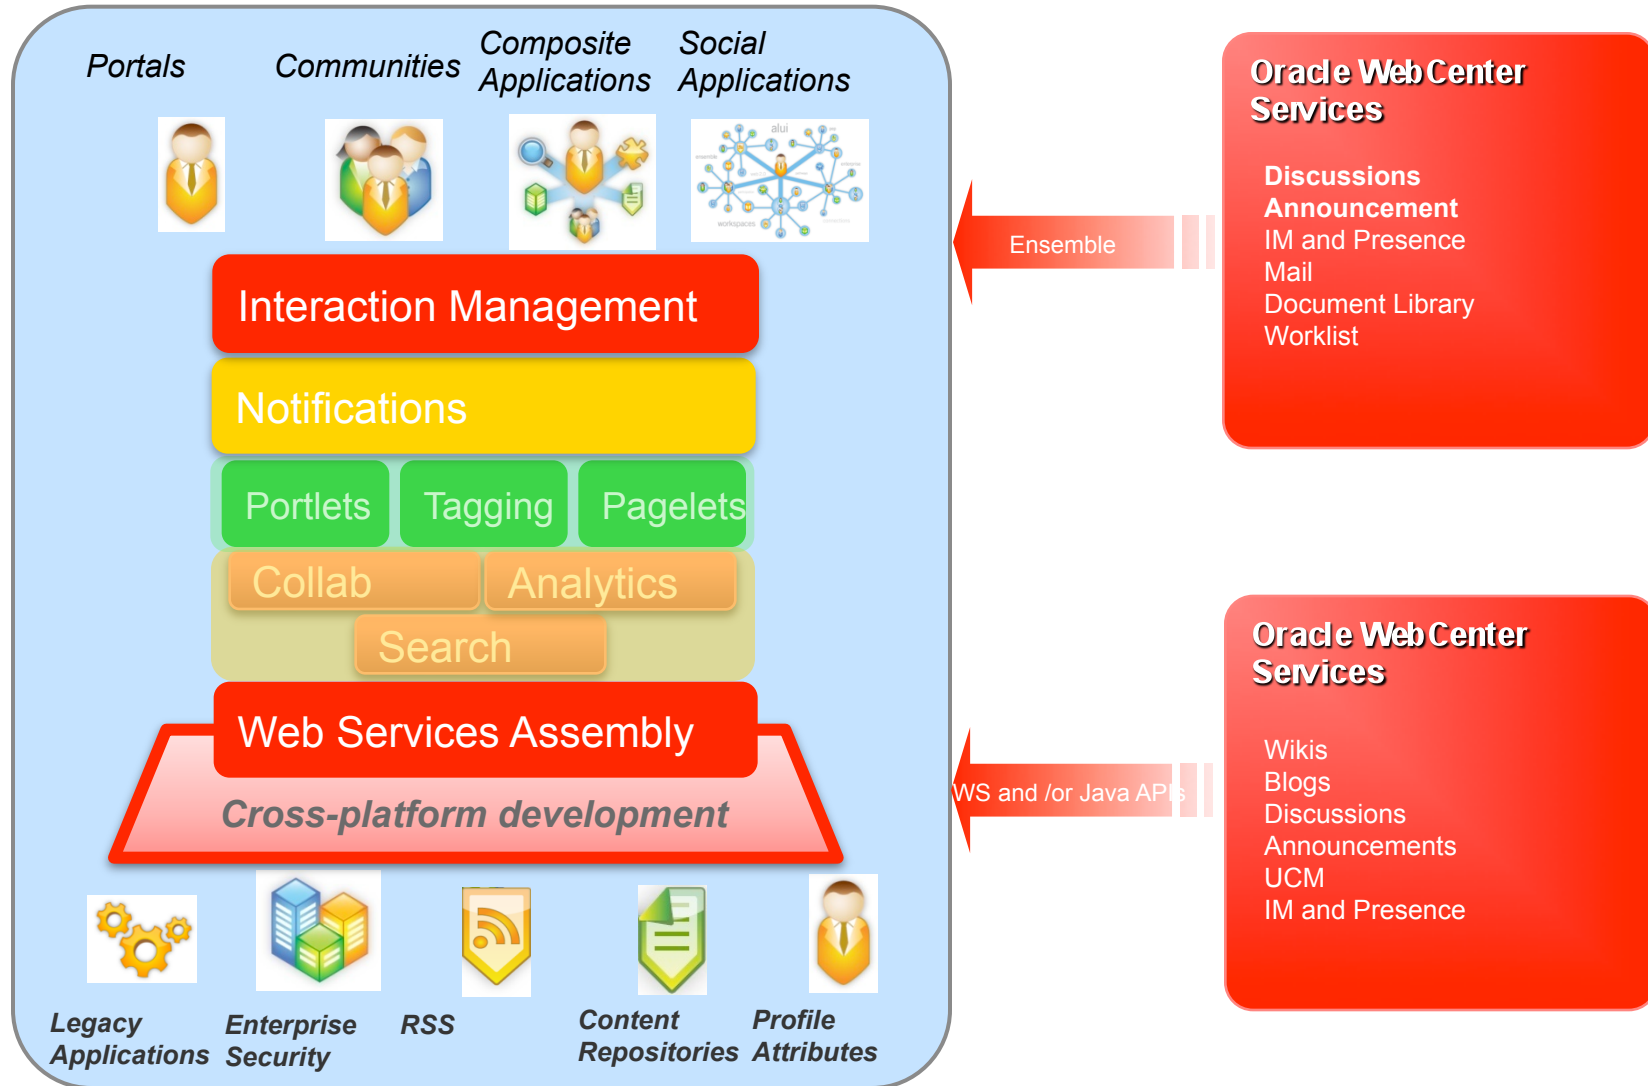 Portals
Communities
Composite
Applications
Social
Applications
alui
ensemble
workspaces
Interaction Management
Notifications
Portlets
Tagging
Pagelets
Collab
Analytics
Search
Web Services Assembly
Cross-platform development
Legacy
Applications
Enterprise
Security
RSS
Content
Repositories
Profile
Attributes
Ensemble
WS and /or Java APIs
Oracle WebCenter
Services
Discussions
Announcement
IM and Presence
Mail
Document Library
Worklist
Oracle WebCenter
Services
Wikis
Blogs
Discussions
Announcements
UCM
IM and Presence